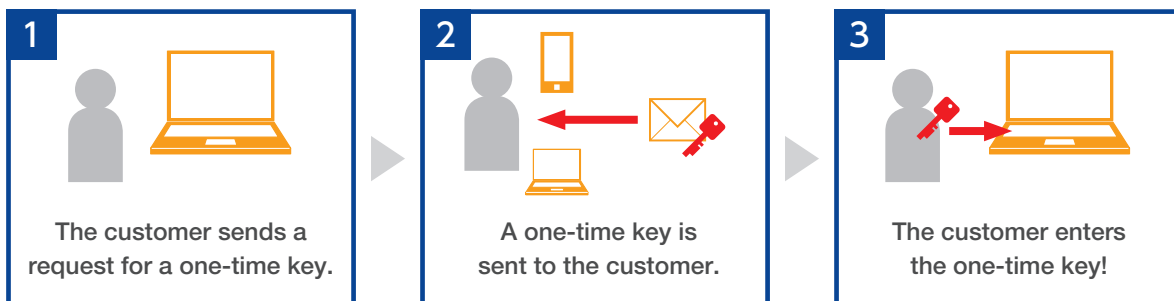 1
The customer sends a
request for a one-time key.
2
A one-time key is
sent to the customer.
3
The customer enters
the one-time key!